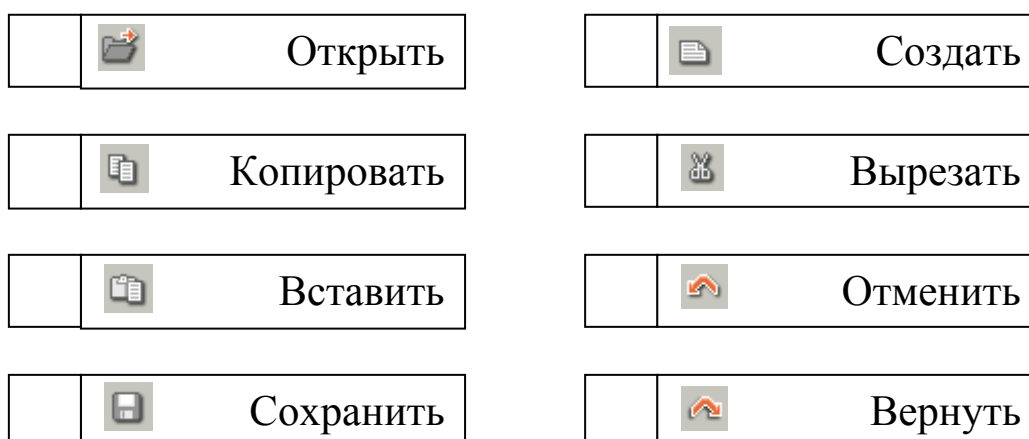 Открыть Создать
Копировать Вырезать
Вставить Отменить
Сохранить Вернуть